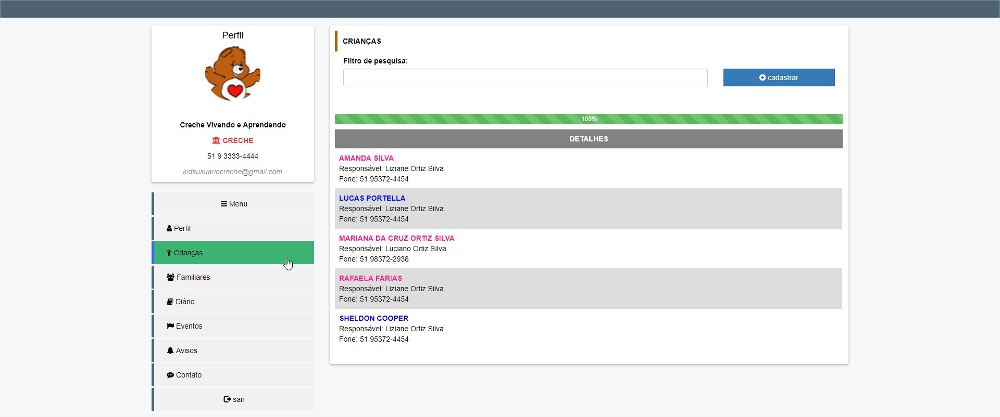 Perfil
Creche Vivendo e Aprendendo
CRECHE
51 9 3333-4444
kidsusuariocreche@gmail.com
Menu
Perfil
Crianças
Familiares
Diário
Eventos
Avisos
Contato
sair
CRIANÇAS
Filtro de pesquisa:
cadastrar
100%
DETALHES
AMANDA SILVA
Responsável: Liziane Ortiz Silva
Fone: 51 95372-4454
LUCAS PORTELLA
Responsável: Liziane Ortiz Silva
Fone: 51 95372-4454
MARIANA DA CRUZ ORTIZ SILVA
Responsável: Luciano Ortiz Silva
Fone: 51 98372-2938
RAFAELA FARIAS
Responsável: Liziane Ortiz Silva
Fone: 51 95372-4454
SHELDON COOPER
Responsável: Liziane Ortiz Silva
Fone: 51 95372-4454